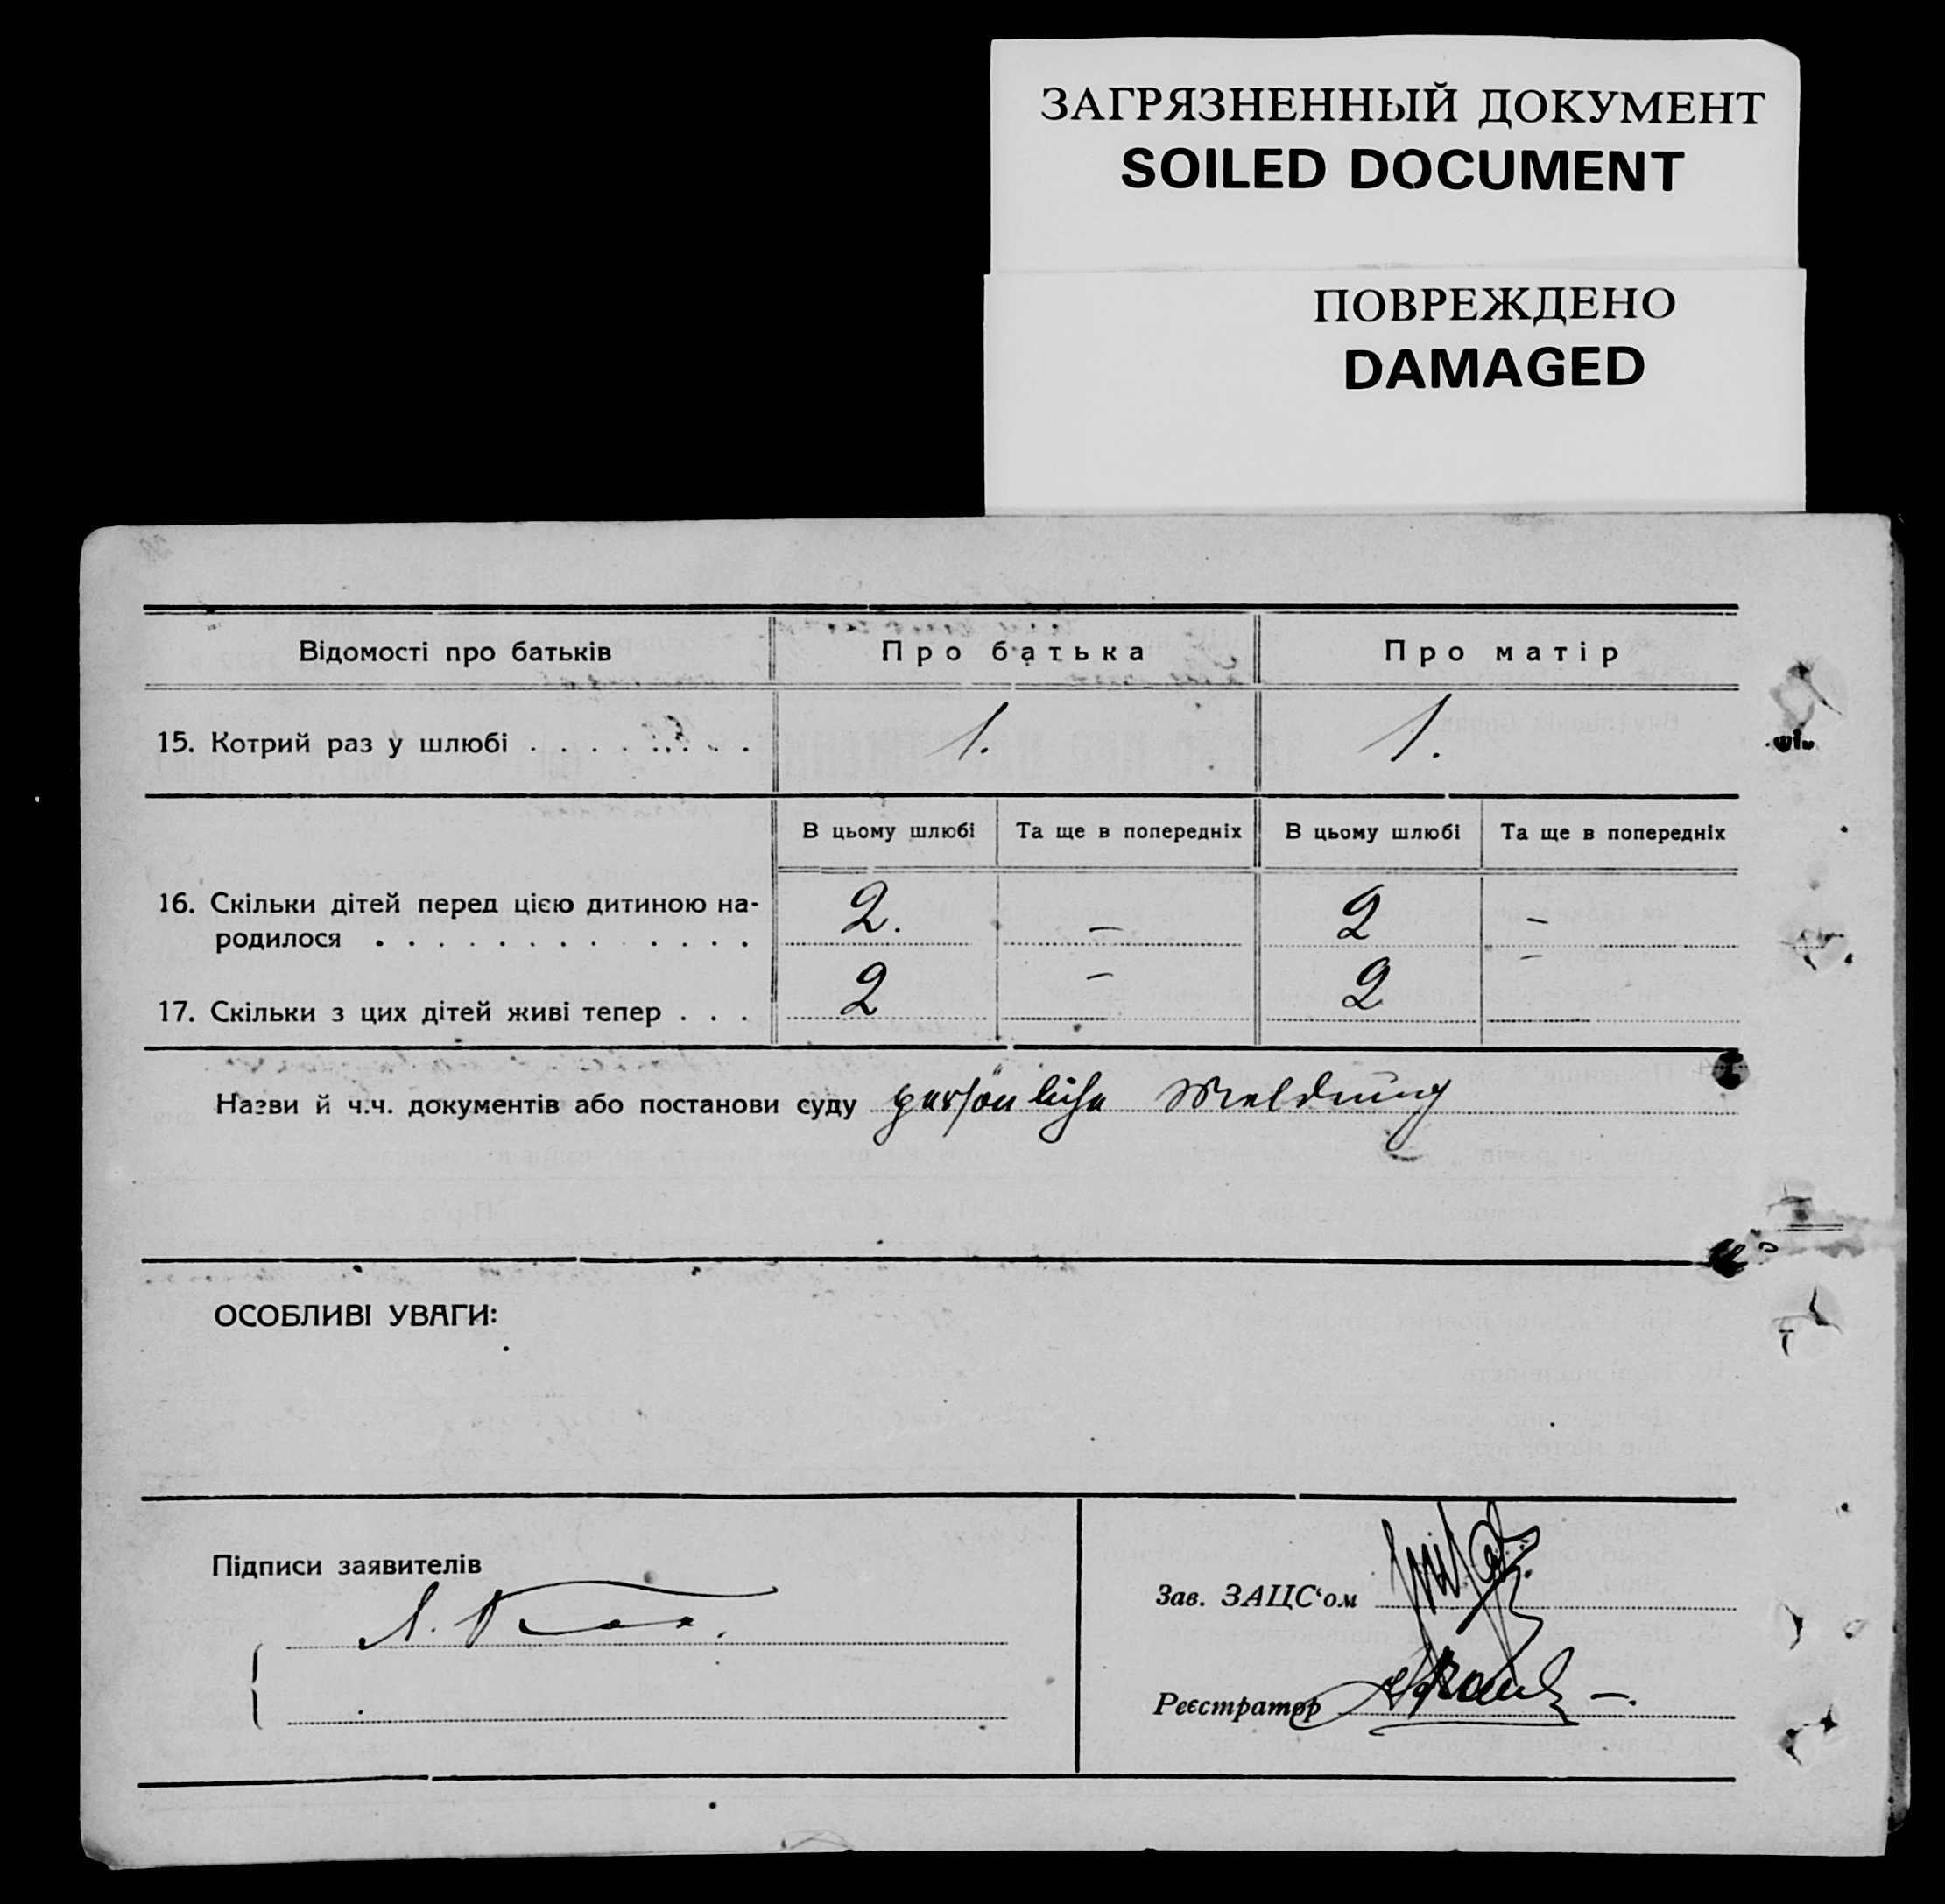 ЗАГРЯЗНЕННЫЙ ДОКУМЕНТ
SOILED DOCUMENT
ПОВРЕЖДЕНО
DAMAGED
Відомості про батьків Про батька Про матір
15. Котрий раз у шлюбі . . . . . . . . 1. 1.
В цьому шлюбі Та ще в попередніх В цьому шлюбі Та ще в попередніх
16. Скільки дітей перед цією дитиною на-
родилося . . . . . . . . . . . . . 2. – 2 –
17. Скільки з цих дітей живі тепер . . . 2 – 2 –
Назви й ч.ч. документів або постанови суду persönliche Meldung
ОСОБЛИВІ УВАГИ:
Підписи заявителів
Зав. ЗАЦС‘ом
Реєстратор